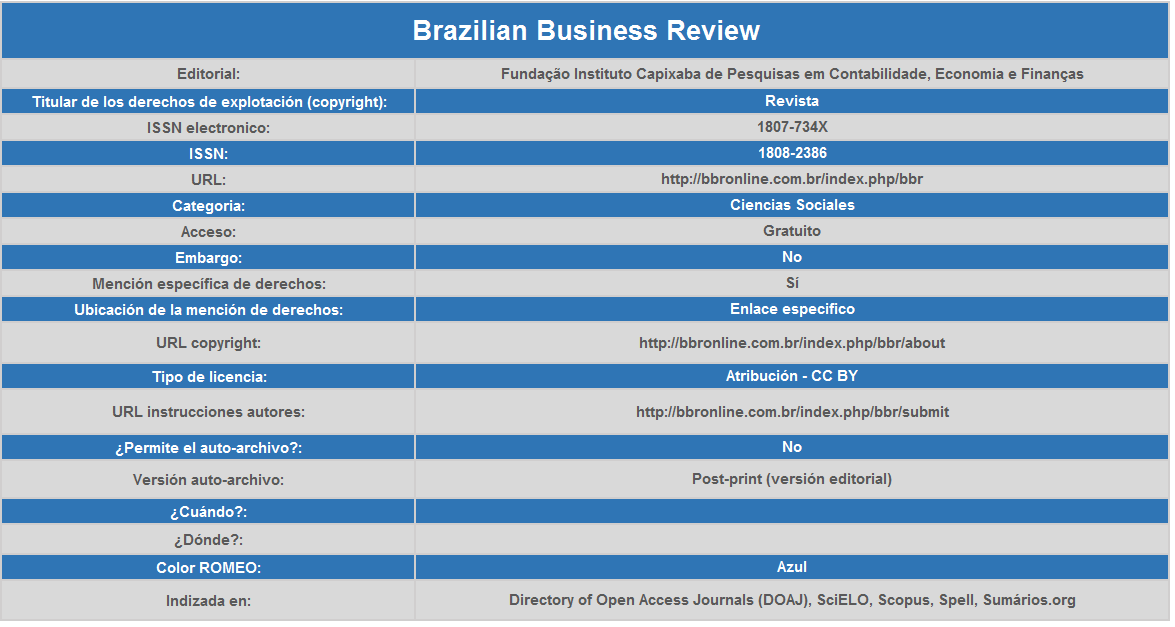 Brazilian Business Review
Editorial: Fundação Instituto Capixaba de Pesquisas em Contabilidade, Economia e Finanças
Titular de los derechos de explotación (copyright): Revista
ISSN electronico: 1807-734X
ISSN: 1808-2386
URL: http://bbronline.com.br/index.php/bbr
Categoria: Ciencias Sociales
Acceso: Gratuito
Embargo: No
Mención específica de derechos: Sí
Ubicación de la mención de derechos: Enlace especifico
URL copyright: http://bbronline.com.br/index.php/bbr/about
Tipo de licencia: Atribución - CC BY
URL instrucciones autores: http://bbronline.com.br/index.php/bbr/submit
¿Permite el auto-archivo?: No
Versión auto-archivo: Post-print (versión editorial)
¿Cuándo?:
¿Dónde?:
Color ROMEO: Azul
Indizada en: Directory of Open Access Journals (DOAJ), SciELO, Scopus, Spell, Sumários.org